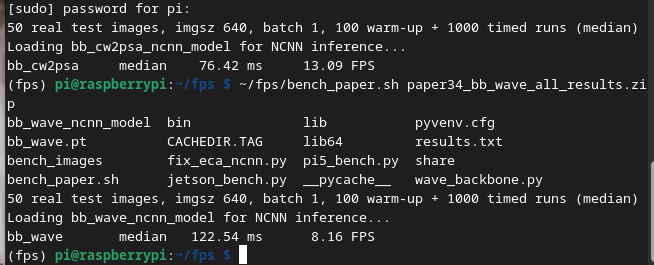 [sudo] password for pi:
50 real test images, imgsz 640, batch 1, 100 warm-up + 1000 timed runs (median)
Loading bb_cw2psa_ncnn_model for NCNN inference...
bb_cw2psa    median    76.42 ms     13.09 FPS
(fps) pi@raspberrypi:~/fps $ ~/fps/bench_paper.sh paper34_bb_wave_all_results.zi
p
bb_wave_ncnn_model  bin               lib           pyvenv.cfg
bb_wave.pt          CACHEDIR.TAG      lib64         results.txt
bench_images        fix_eca_ncnn.py   pi5_bench.py  share
bench_paper.sh      jetson_bench.py   __pycache__   wave_backbone.py
50 real test images, imgsz 640, batch 1, 100 warm-up + 1000 timed runs (median)
Loading bb_wave_ncnn_model for NCNN inference...
bb_wave      median   122.54 ms      8.16 FPS
(fps) pi@raspberrypi:~/fps $